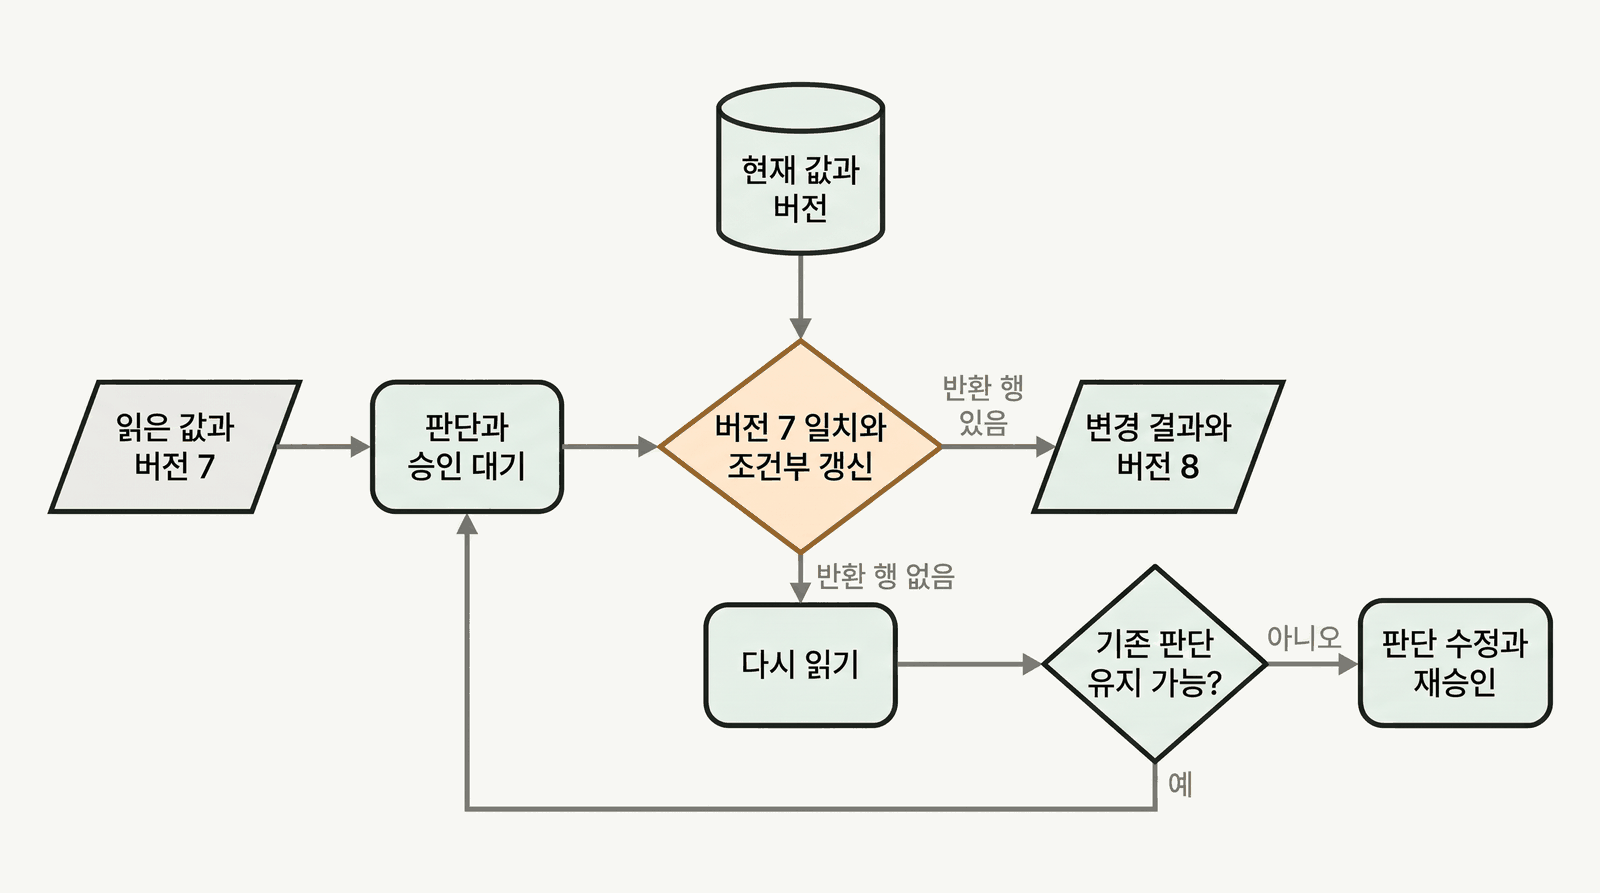 현재 값과
버전
읽은 값과
버전 7
판단과
승인 대기
버전 7 일치와
조건부 갱신
반환 행
있음
변경 결과와
버전 8
반환 행 없음
다시 읽기
기존 판단
유지 가능?
아니오
판단 수정과
재승인
예